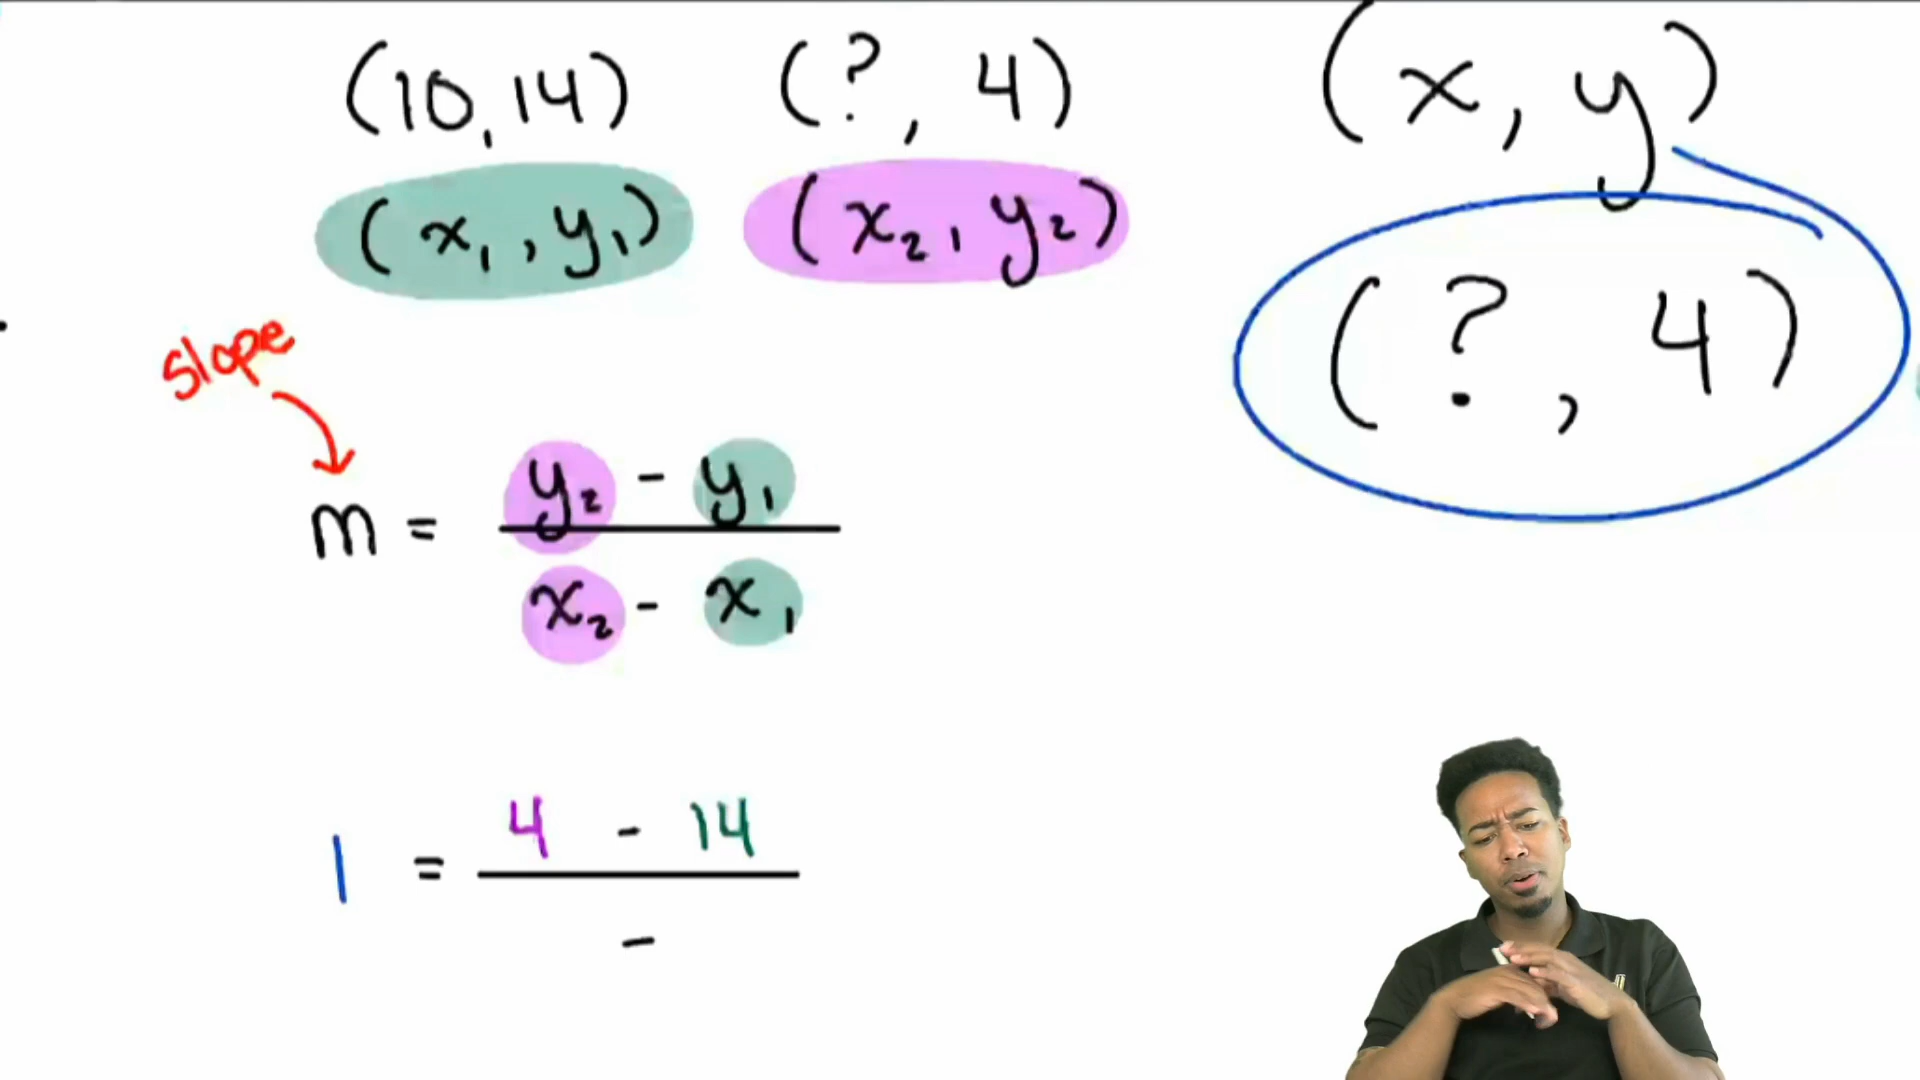 (10,14) (?, 4)
(x₁, y₁) (x₂, y₂)
(x, y)
(?, 4)
slope
m = y₂ - y₁
x₂ - x₁
1 = 4 - 14
-